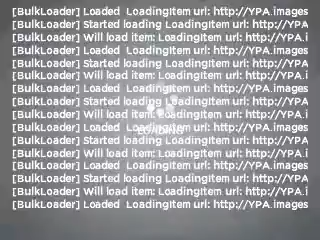 [BulkLoader] Loaded LoadingItem url: http://YPA.images
[BulkLoader] Started loading LoadingItem url: http://YPA
[BulkLoader] Will load item: LoadingItem url: http://YPA.i
[BulkLoader] Loaded LoadingItem url: http://YPA.images
[BulkLoader] Started loading LoadingItem url: http://YPA
[BulkLoader] Will load item: LoadingItem url: http://YPA.i
[BulkLoader] Loaded LoadingItem url: http://YPA.images
[BulkLoader] Started loading LoadingItem url: http://YPA
[BulkLoader] Will load item: LoadingItem url: http://YPA.i
[BulkLoader] Loaded LoadingItem url: http://YPA.images
LOADING
[BulkLoader] Started loading LoadingItem url: http://YPA
[BulkLoader] Will load item: LoadingItem url: http://YPA.i
[BulkLoader] Loaded LoadingItem url: http://YPA.images
[BulkLoader] Started loading LoadingItem url: http://YPA
[BulkLoader] Will load item: LoadingItem url: http://YPA.i
[BulkLoader] Loaded LoadingItem url: http://YPA.images